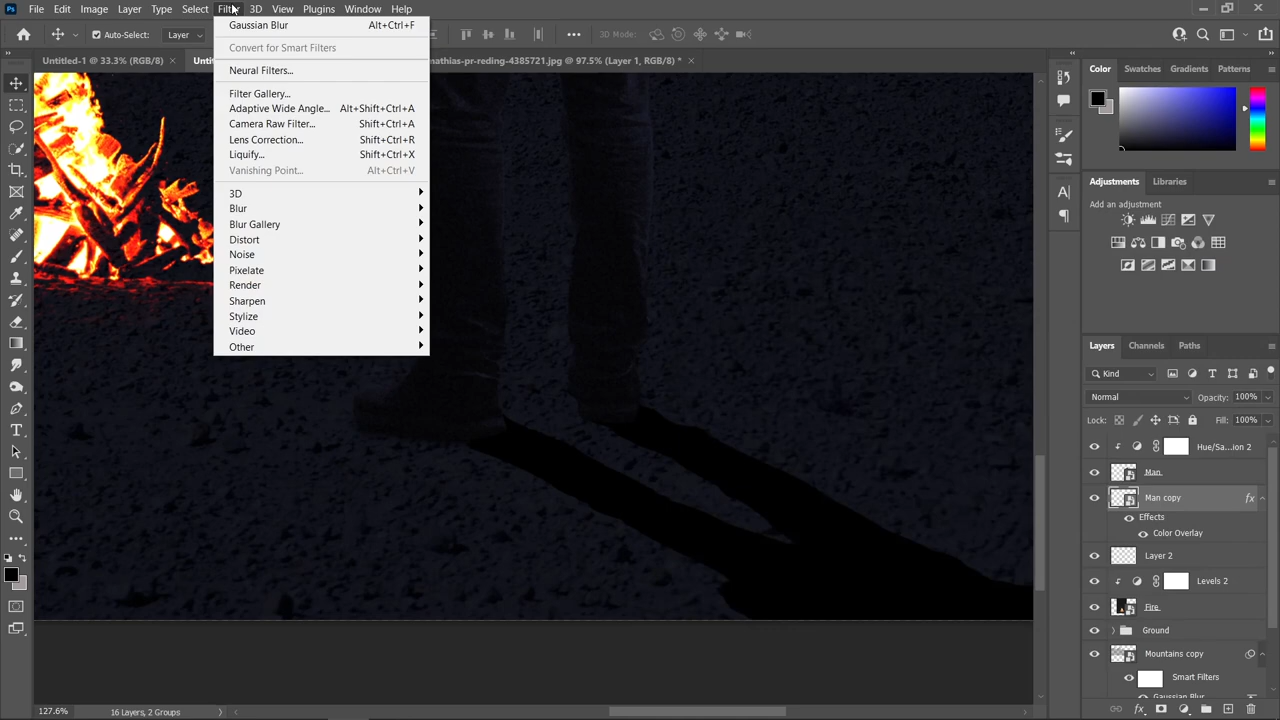 Ps File Edit Image Layer Type Select Filter 3D View Plugins Window Help
Auto-Select: Layer 3D Mode:
Untitled-1 @ 33.3% (RGB/8) × Unti mathias-pr-reding-4385721.jpg @ 97.5% (Layer 1, RGB/8) * ×
Gaussian Blur Alt+Ctrl+F
Convert for Smart Filters
Neural Filters...
Filter Gallery...
Adaptive Wide Angle... Alt+Shift+Ctrl+A
Camera Raw Filter... Shift+Ctrl+A
Lens Correction... Shift+Ctrl+R
Liquify... Shift+Ctrl+X
Vanishing Point... Alt+Ctrl+V
3D
Blur
Blur Gallery
Distort
Noise
Pixelate
Render
Sharpen
Stylize
Video
Other
Color Swatches Gradients Patterns
Adjustments Libraries
Add an adjustment
Layers Channels Paths
Kind
Normal Opacity: 100%
Lock: Fill: 100%
Hue/Sa...ion 2
Man
Man copy fx
Effects
Color Overlay
Layer 2
Levels 2
Fire
Ground
Mountains copy
Smart Filters
Gaussian Blur
127.6% 16 Layers, 2 Groups